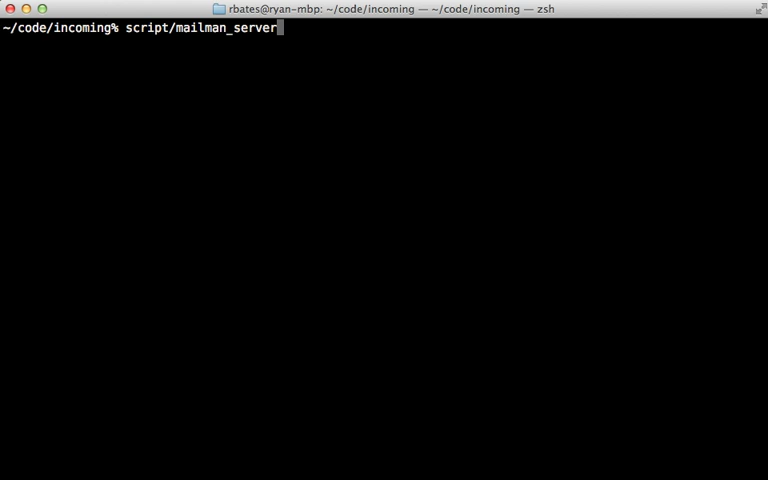 rbates@ryan-mbp: ~/code/incoming — ~/code/incoming — zsh
~/code/incoming% script/mailman_server